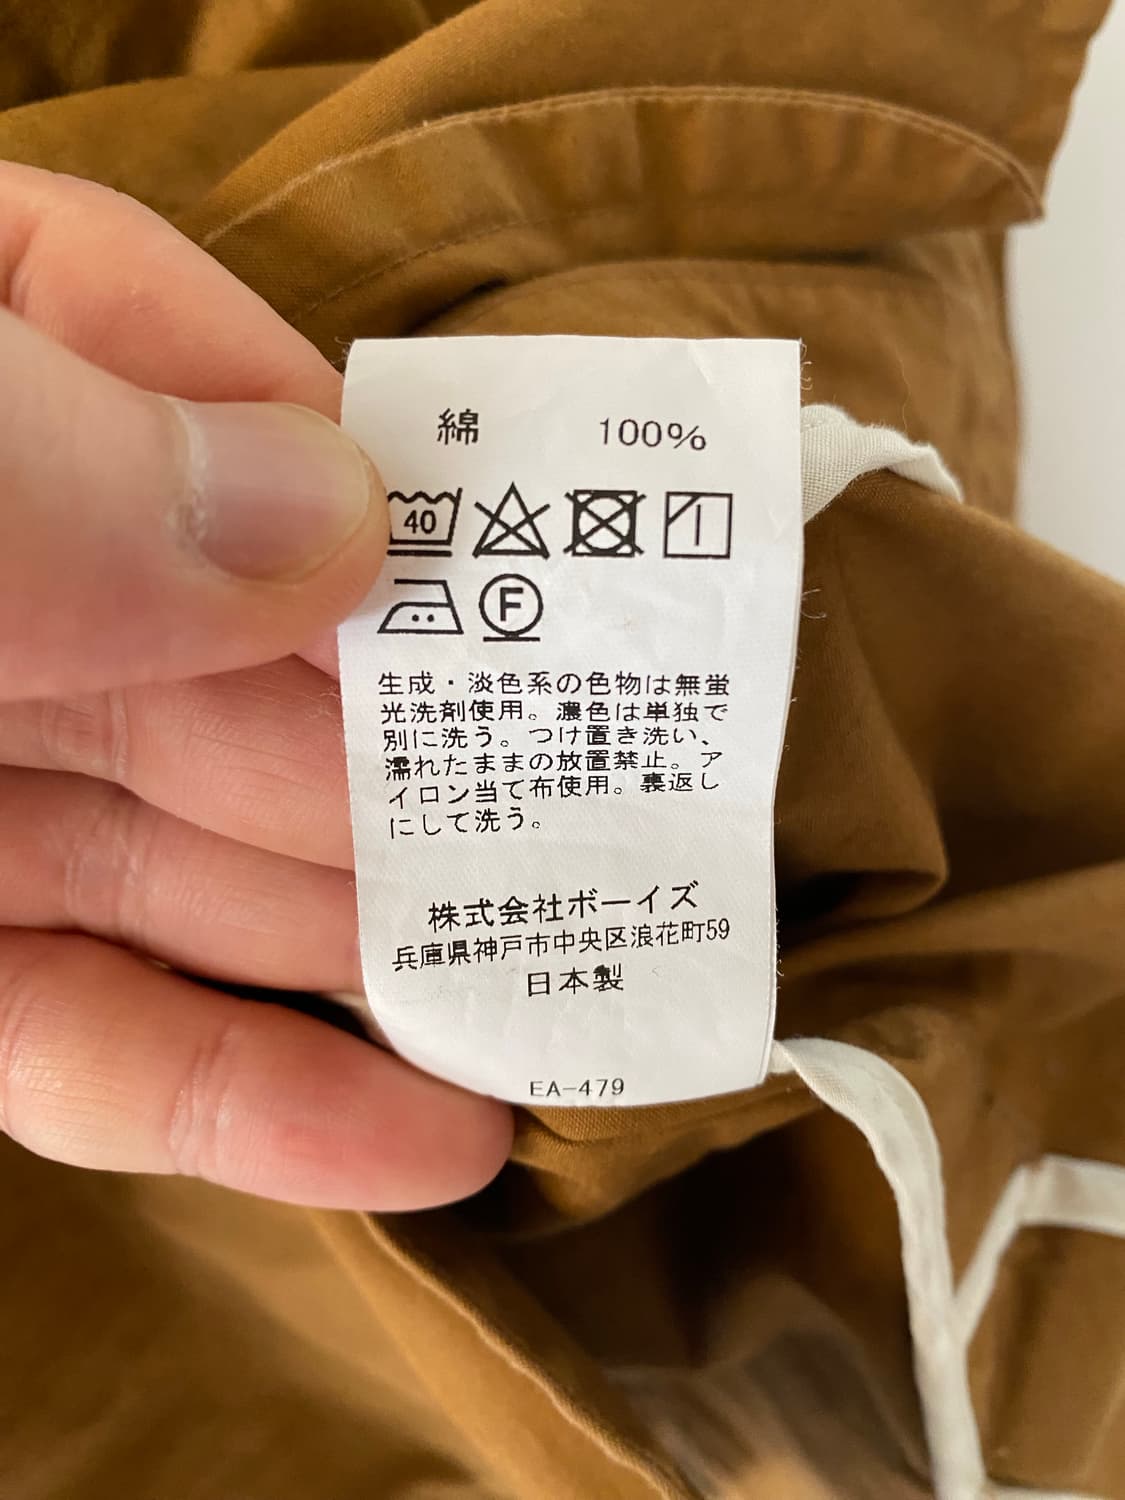 綿 100%
40
F
生成・淡色系の色物は無蛍
光洗剤使用。濃色は単独で
別に洗う。つけ置き洗い、
濡れたままの放置禁止。ア
イロン当て布使用。裏返し
にして洗う。
株式会社ボーイズ
兵庫県神戸市中央区浪花町59
日本製
EA-479